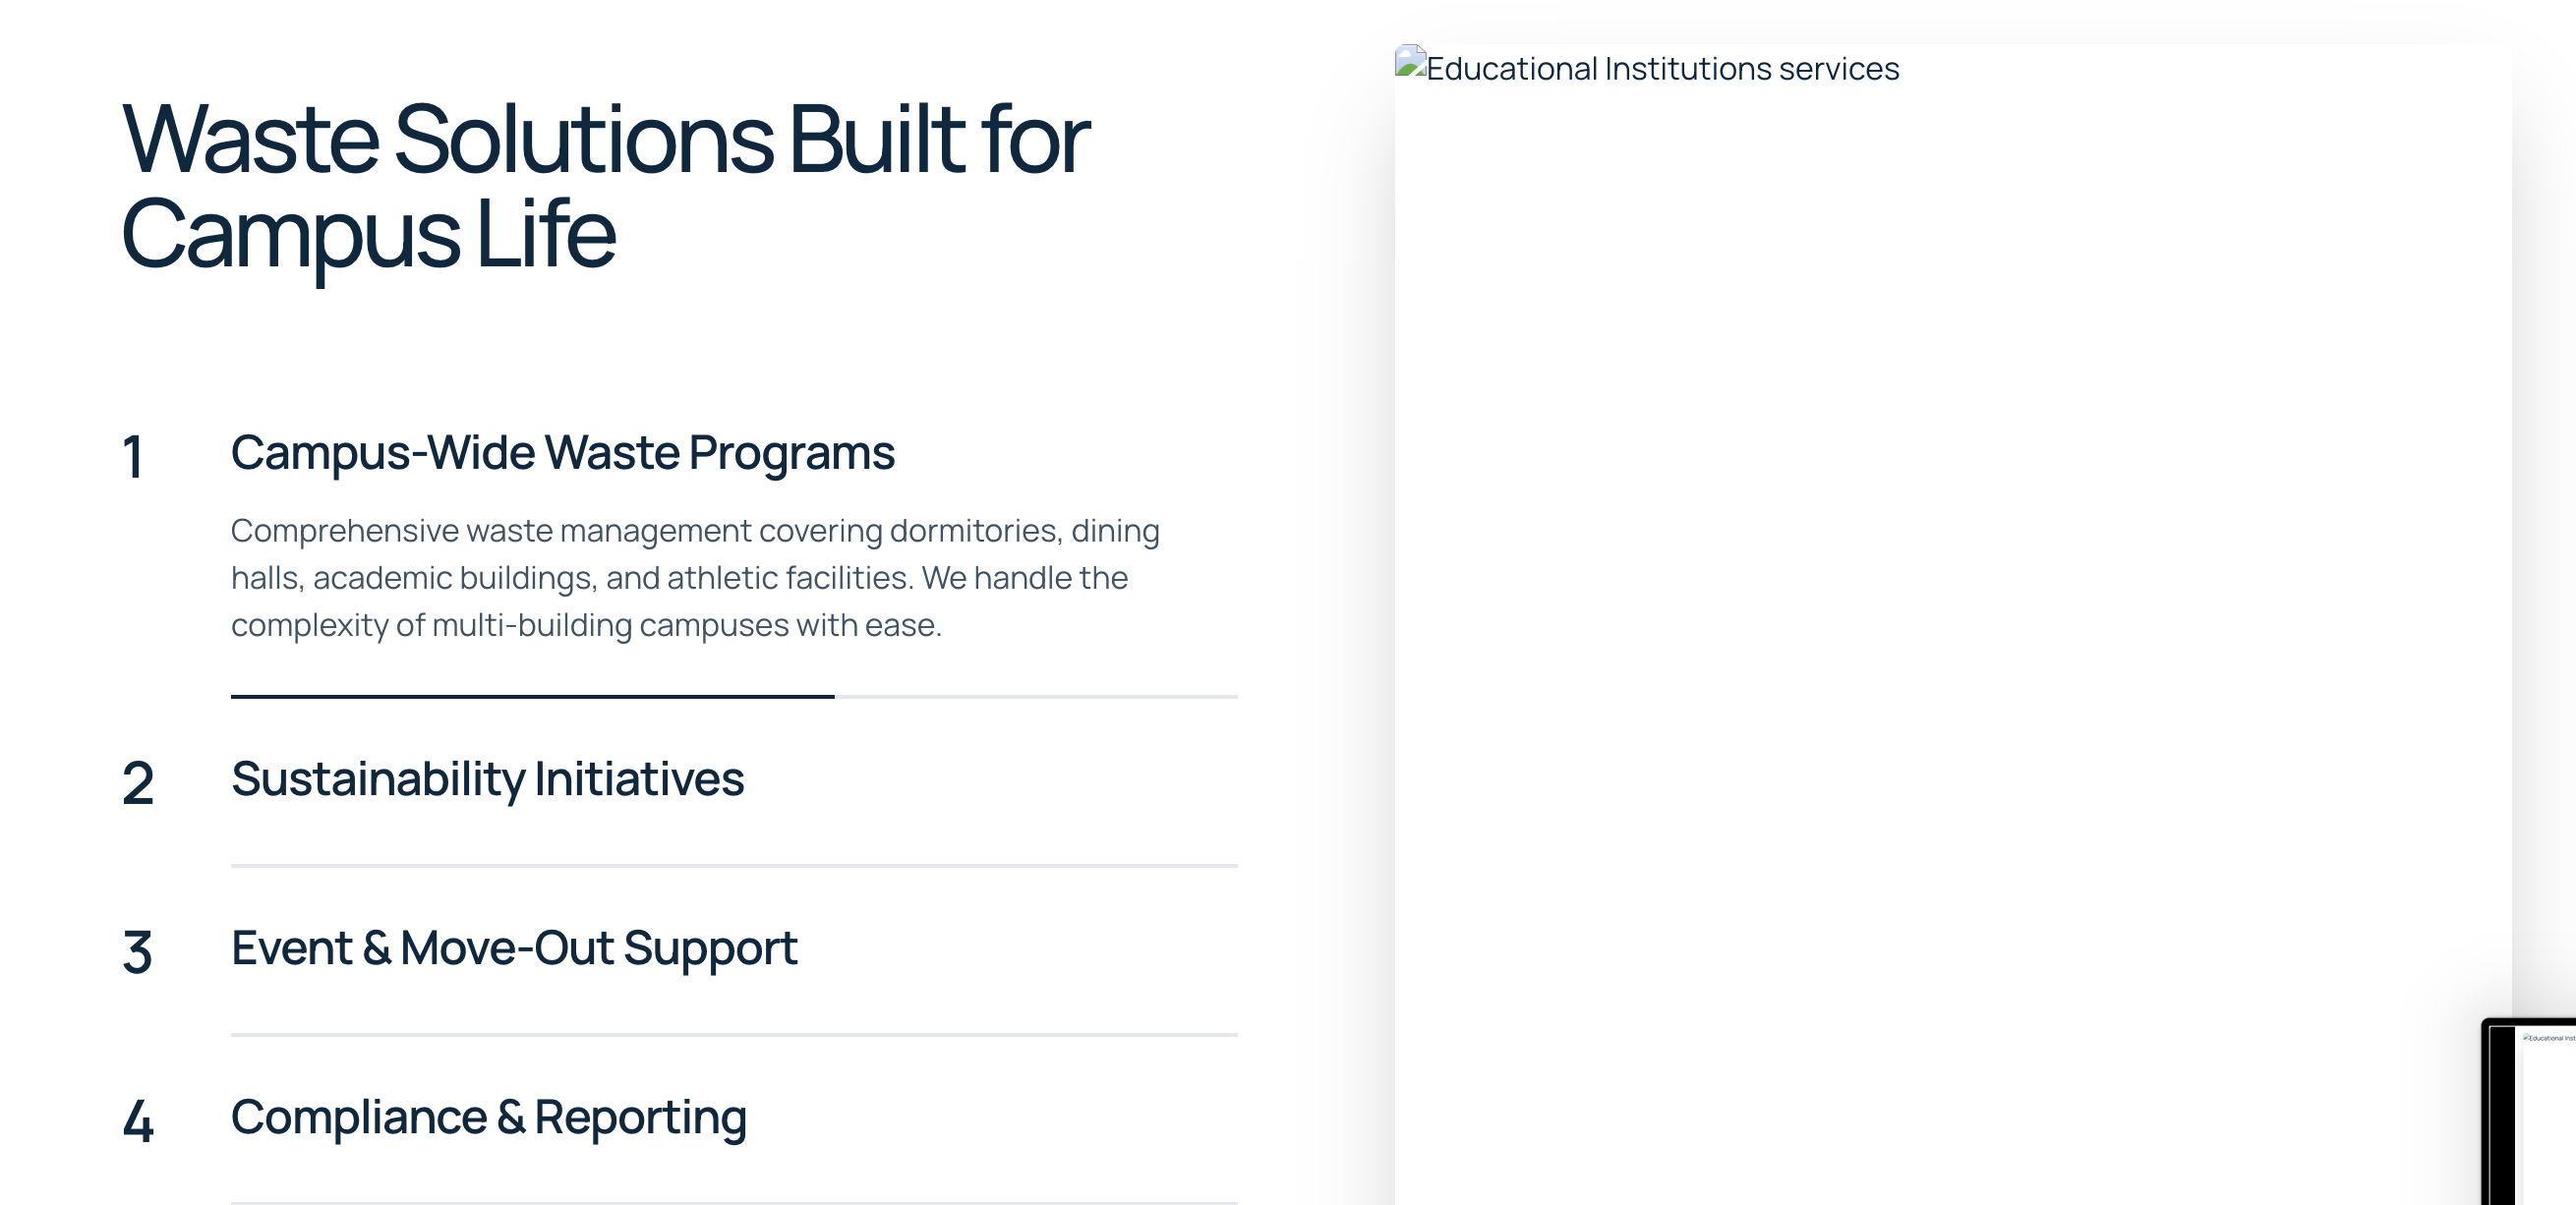 Waste Solutions Built for
Campus Life
1
Campus-Wide Waste Programs
Comprehensive waste management covering dormitories, dining
halls, academic buildings, and athletic facilities. We handle the
complexity of multi-building campuses with ease.
2
Sustainability Initiatives
3
Event & Move-Out Support
4
Compliance & Reporting
Educational Institutions services
Educational Inst